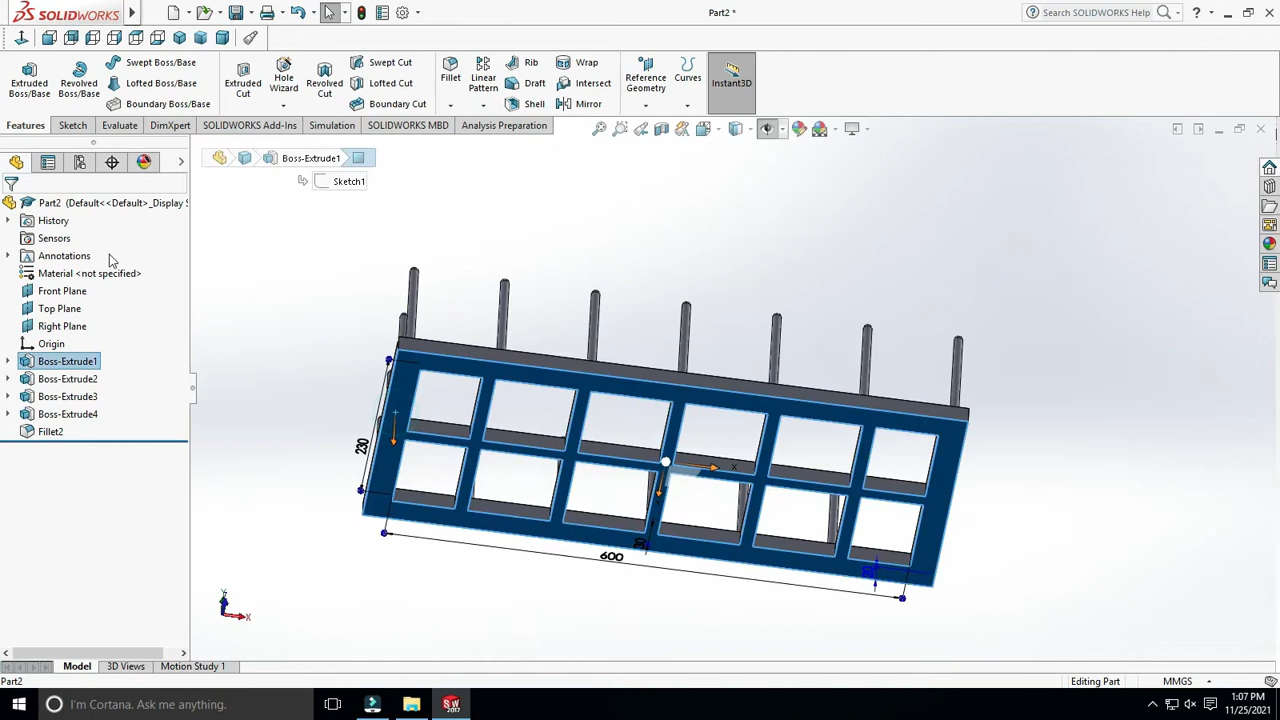 SOLIDWORKS
Part2 *
Search SOLIDWORKS Help
Extruded Boss/Base
Revolved Boss/Base
Swept Boss/Base
Lofted Boss/Base
Boundary Boss/Base
Extruded Cut
Hole Wizard
Revolved Cut
Swept Cut
Lofted Cut
Boundary Cut
Fillet
Linear Pattern
Rib
Draft
Shell
Wrap
Intersect
Mirror
Reference Geometry
Curves
Instant3D
Features
Sketch
Evaluate
DimXpert
SOLIDWORKS Add-Ins
Simulation
SOLIDWORKS MBD
Analysis Preparation
Boss-Extrude1
Sketch1
Part2 (Default<<Default>_Display S
History
Sensors
Annotations
Material <not specified>
Front Plane
Top Plane
Right Plane
Origin
Boss-Extrude1
Boss-Extrude2
Boss-Extrude3
Boss-Extrude4
Fillet2
230
X
30
600
Y
X
Model
3D Views
Motion Study 1
Part2
Editing Part
MMGS
I'm Cortana. Ask me anything.
SW
2017
1:07 PM
11/25/2021